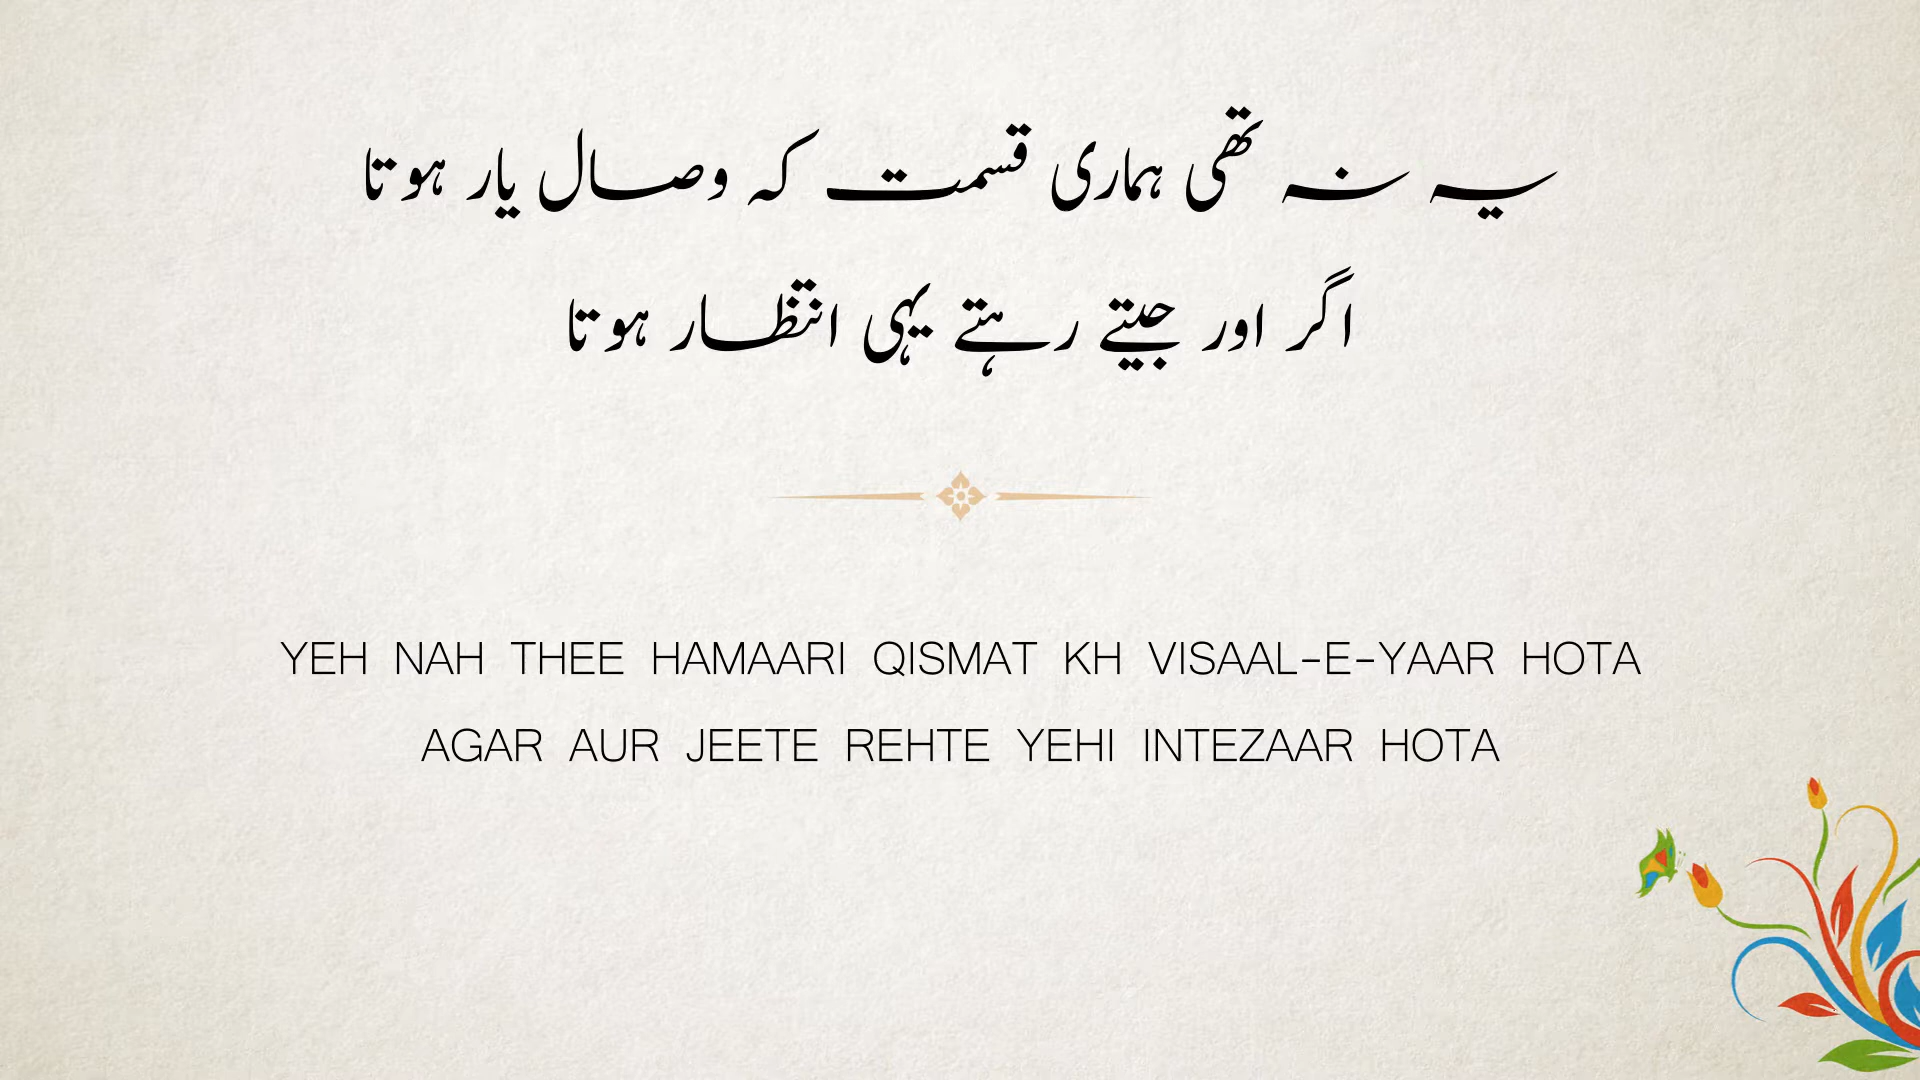 یہ نہ تھی ہماری قسمت کہ وصال یار ہوتا
اگر اور جیتے رہتے یہی انتظار ہوتا
YEH NAH THEE HAMAARI QISMAT KH VISAAL-E-YAAR HOTA
AGAR AUR JEETE REHTE YEHI INTEZAAR HOTA